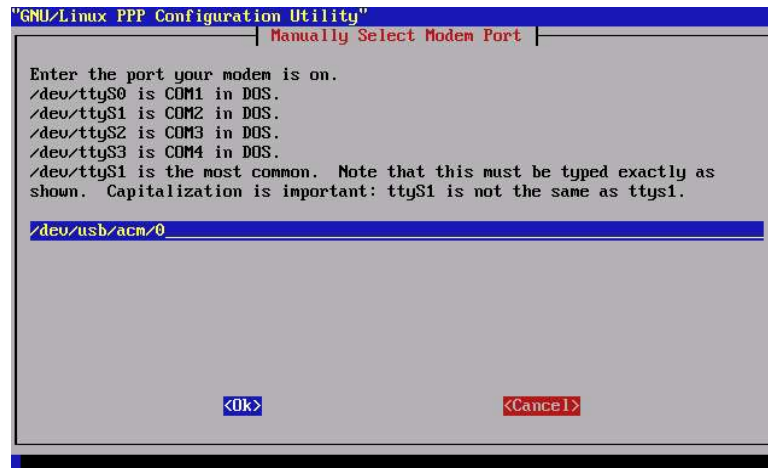 "GNU/Linux PPP Configuration Utility"
Manually Select Modem Port
Enter the port your modem is on.
/dev/ttyS0 is COM1 in DOS.
/dev/ttyS1 is COM2 in DOS.
/dev/ttyS2 is COM3 in DOS.
/dev/ttyS3 is COM4 in DOS.
/dev/ttyS1 is the most common.  Note that this must be typed exactly as
shown.  Capitalization is important: ttyS1 is not the same as ttys1.
/dev/usb/acm/0
<Ok> <Cancel>